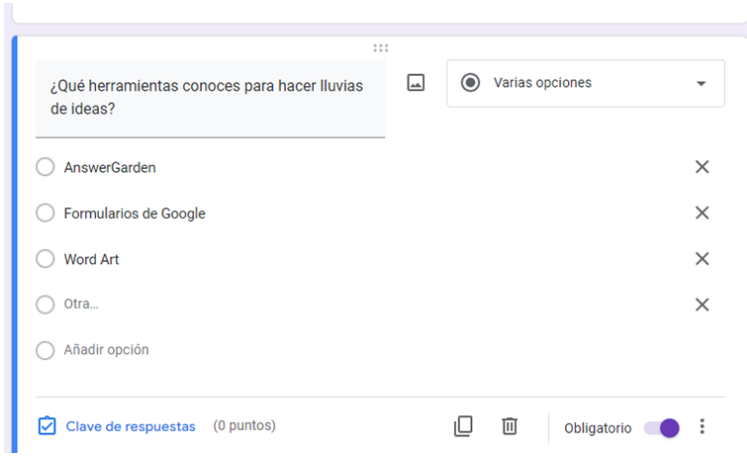 ¿Qué herramientas conoces para hacer lluvias
de ideas?
Varias opciones
AnswerGarden
Formularios de Google
Word Art
Otra...
Añadir opción
Clave de respuestas (0 puntos)
Obligatorio